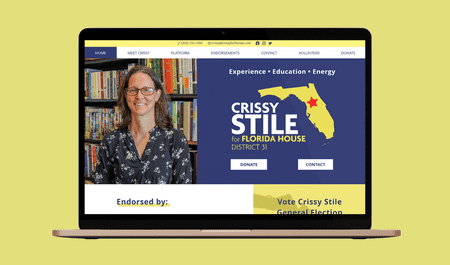 HOME MEET CRISSY PLATFORM ENDORSEMENTS CONTACT VOLUNTEER DONATE
Experience • Education • Energy
CRISSY
STILE
for FLORIDA HOUSE
DISTRICT 31
DONATE CONTACT
Endorsed by:
Vote Crissy Stile
General Election